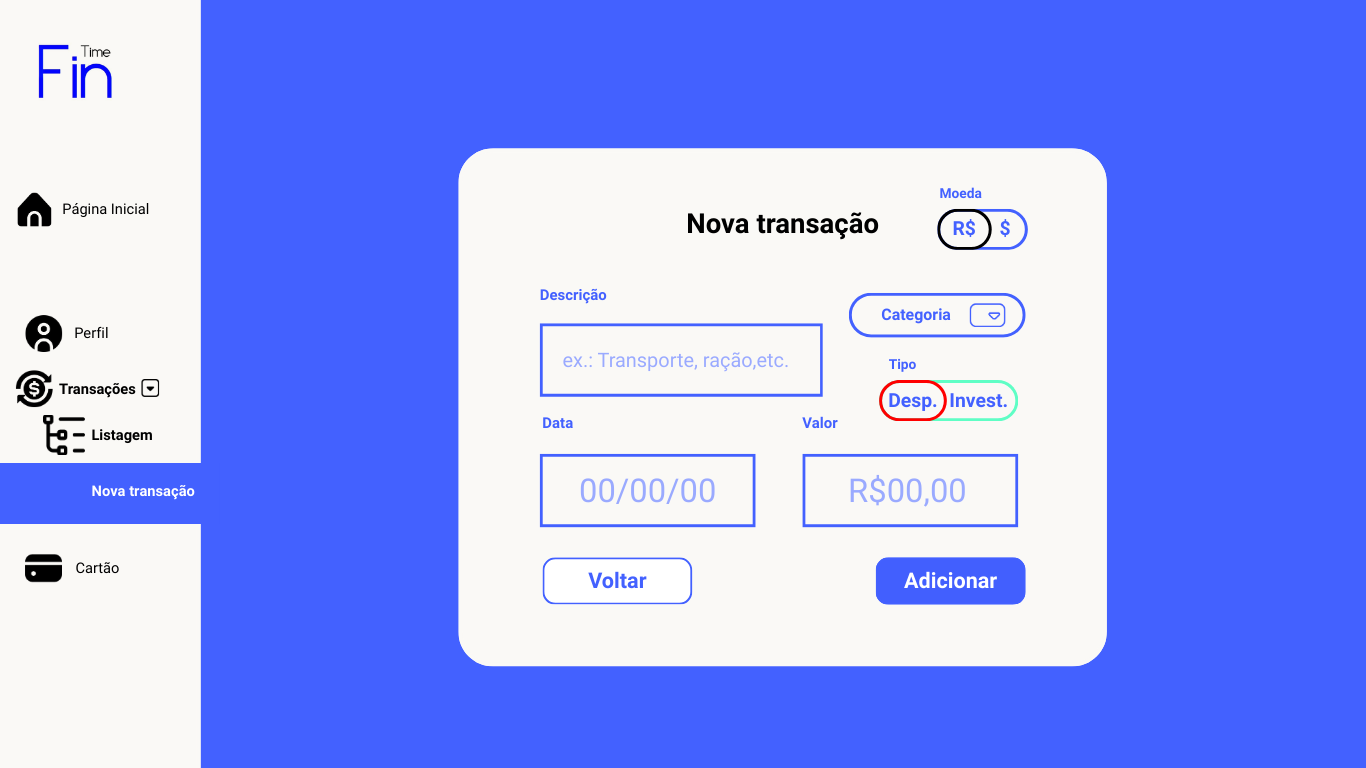 Time
Fin
Página Inicial
Perfil
Transações
Listagem
Nova transação
Cartão
Nova transação
Moeda
R$ $
Descrição
ex.: Transporte, ração,etc.
Categoria
Tipo
Desp. Invest.
Data
00/00/00
Valor
R$00,00
Voltar
Adicionar